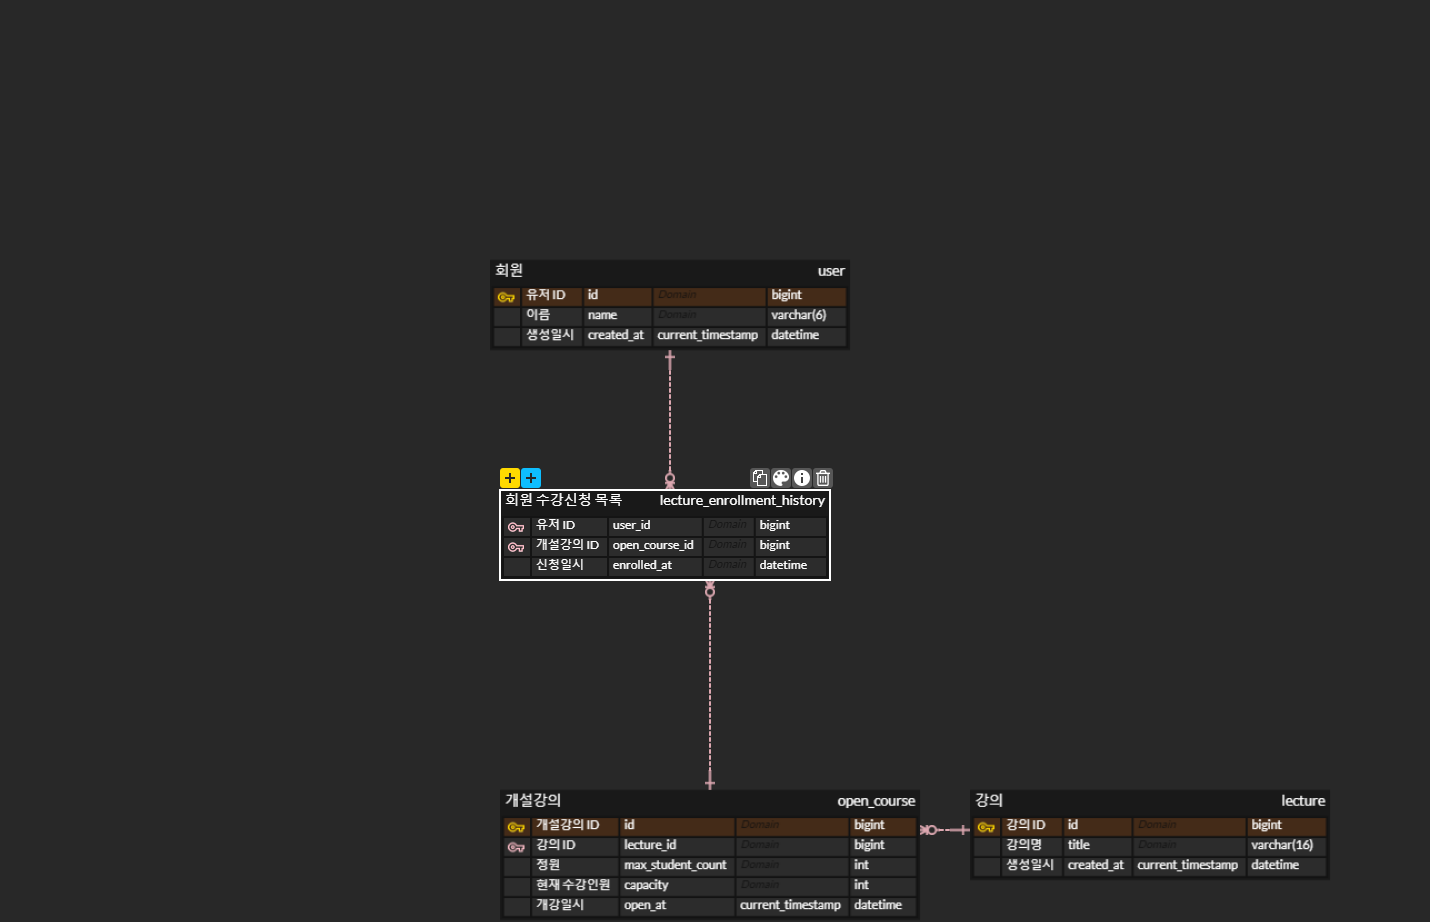 회원 user
유저 ID id Domain bigint
이름 name Domain varchar(6)
생성일시 created_at current_timestamp datetime
회원 수강신청 목록 lecture_enrollment_history
유저 ID user_id Domain bigint
개설강의 ID open_course_id Domain bigint
신청일시 enrolled_at Domain datetime
개설강의 open_course
개설강의 ID id Domain bigint
강의 ID lecture_id Domain bigint
정원 max_student_count Domain int
현재 수강인원 capacity Domain int
개강일시 open_at current_timestamp datetime
강의 lecture
강의 ID id Domain bigint
강의명 title Domain varchar(16)
생성일시 created_at current_timestamp datetime